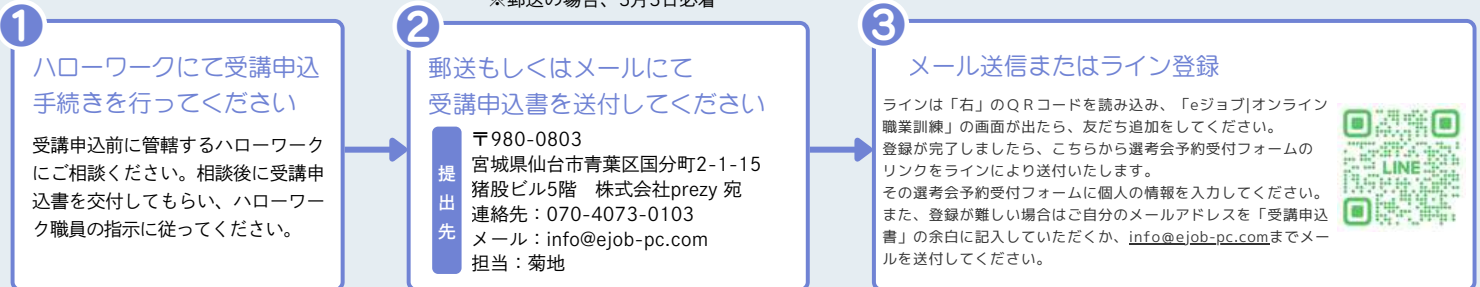 ※郵送の場合、3月3日必着
1
ハローワークにて受講申込
手続きを行ってください
受講申込前に管轄するハローワーク
にご相談ください。相談後に受講申
込書を交付してもらい、ハローワー
ク職員の指示に従ってください。
2
郵送もしくはメールにて
受講申込書を送付してください
提出先
〒980-0803
宮城県仙台市青葉区国分町2-1-15
猪股ビル5階　株式会社prezy 宛
連絡先：070-4073-0103
メール：info@ejob-pc.com
担当：菊地
3
メール送信またはライン登録
ラインは「右」のQRコードを読み込み、「eジョブ|オンライン
職業訓練」の画面が出たら、友だち追加をしてください。
登録が完了しましたら、こちらから選考会予約受付フォームの
リンクをラインにより送付いたします。
その選考会予約受付フォームに個人の情報を入力してください。
また、登録が難しい場合はご自分のメールアドレスを「受講申込
書」の余白に記入していただくか、info@ejob-pc.comまでメー
ルを送付してください。
LINE